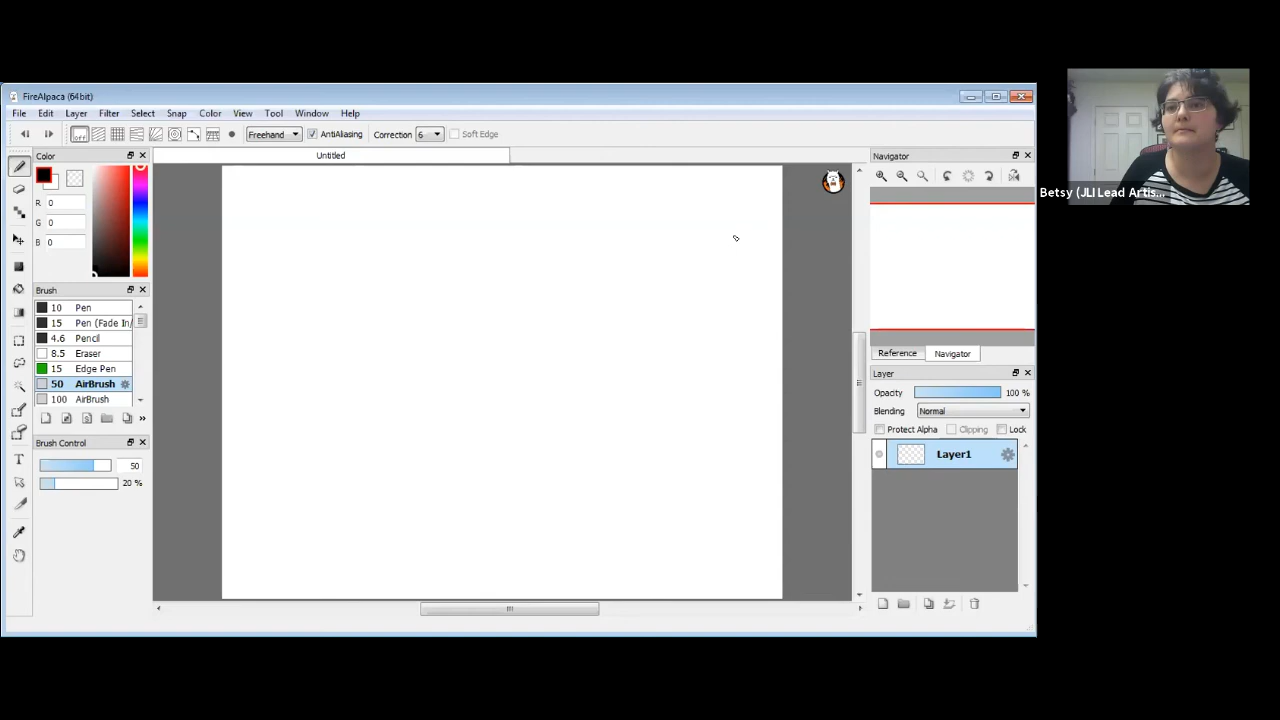 FireAlpaca (64bit)
File Edit Layer Filter Select Snap Color View Tool Window Help
off Freehand AntiAliasing Correction 6 Soft Edge
Color
Untitled
Navigator
R 0
G 0
B 0
Betsy (JLI Lead Artis...
Brush
10 Pen
15 Pen (Fade In/
4.6 Pencil
8.5 Eraser
15 Edge Pen
50 AirBrush
100 AirBrush
Reference Navigator
Layer
Opacity 100 %
Blending Normal
Protect Alpha Clipping Lock
Brush Control
50
20 %
Layer1